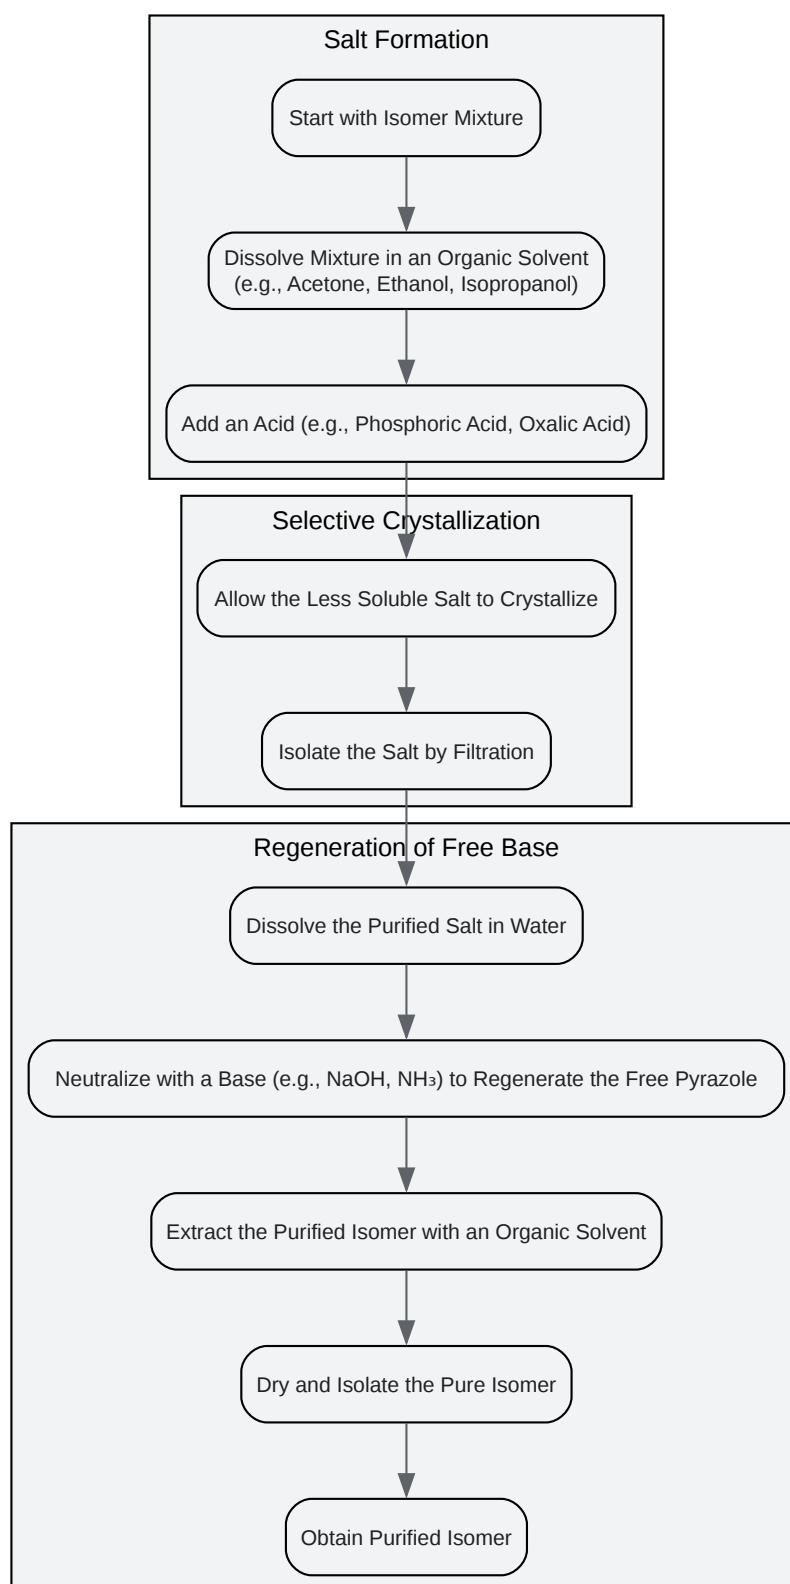 Salt Formation
Start with Isomer Mixture
Dissolve Mixture in an Organic Solvent
(e.g., Acetone, Ethanol, Isopropanol)
Add an Acid (e.g., Phosphoric Acid, Oxalic Acid)
Selective Crystallization
Allow the Less Soluble Salt to Crystallize
Isolate the Salt by Filtration
Regeneration of Free Base
Dissolve the Purified Salt in Water
Neutralize with a Base (e.g., NaOH, NH₃) to Regenerate the Free Pyrazole
Extract the Purified Isomer with an Organic Solvent
Dry and Isolate the Pure Isomer
Obtain Purified Isomer